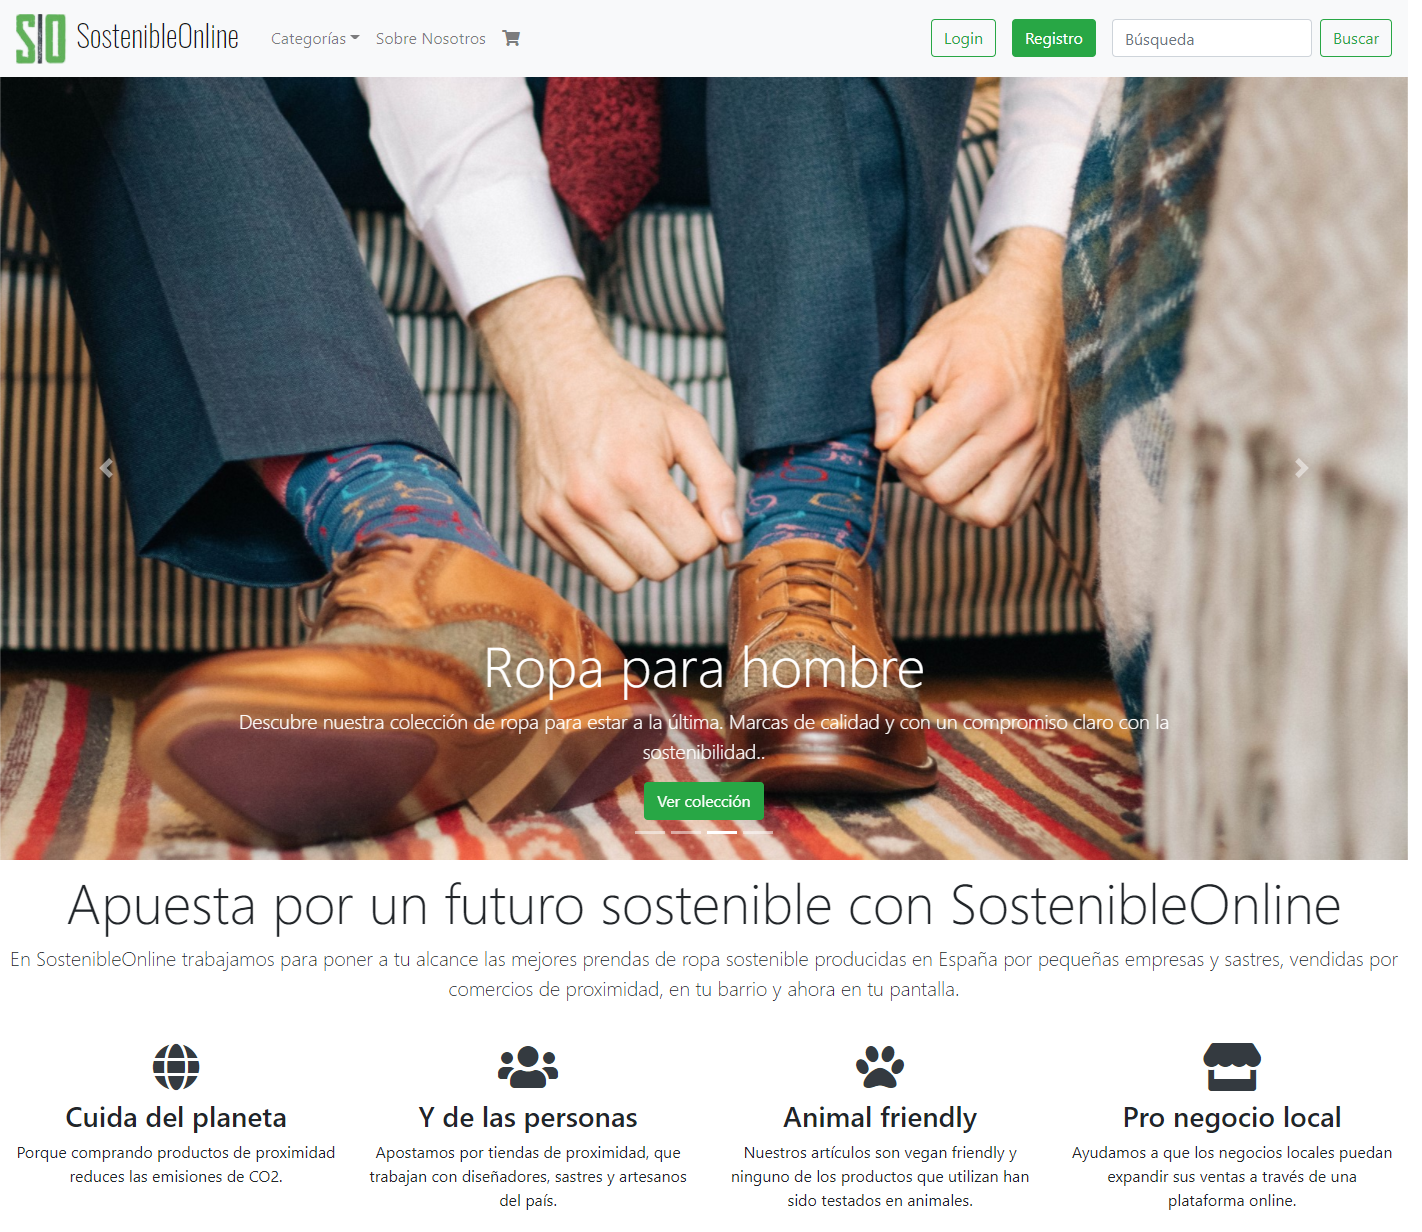 SIO SostenibleOnline Categorías Sobre Nosotros Login Registro Búsqueda Buscar
Ropa para hombre
Descubre nuestra colección de ropa para estar a la última. Marcas de calidad y con un compromiso claro con la
sostenibilidad..
Ver colección
Apuesta por un futuro sostenible con SostenibleOnline
En SostenibleOnline trabajamos para poner a tu alcance las mejores prendas de ropa sostenible producidas en España por pequeñas empresas y sastres, vendidas por
comercios de proximidad, en tu barrio y ahora en tu pantalla.
Cuida del planeta
Porque comprando productos de proximidad
reduces las emisiones de CO2.
Y de las personas
Apostamos por tiendas de proximidad, que
trabajan con diseñadores, sastres y artesanos
del país.
Animal friendly
Nuestros artículos son vegan friendly y
ninguno de los productos que utilizan han
sido testados en animales.
Pro negocio local
Ayudamos a que los negocios locales puedan
expandir sus ventas a través de una
plataforma online.